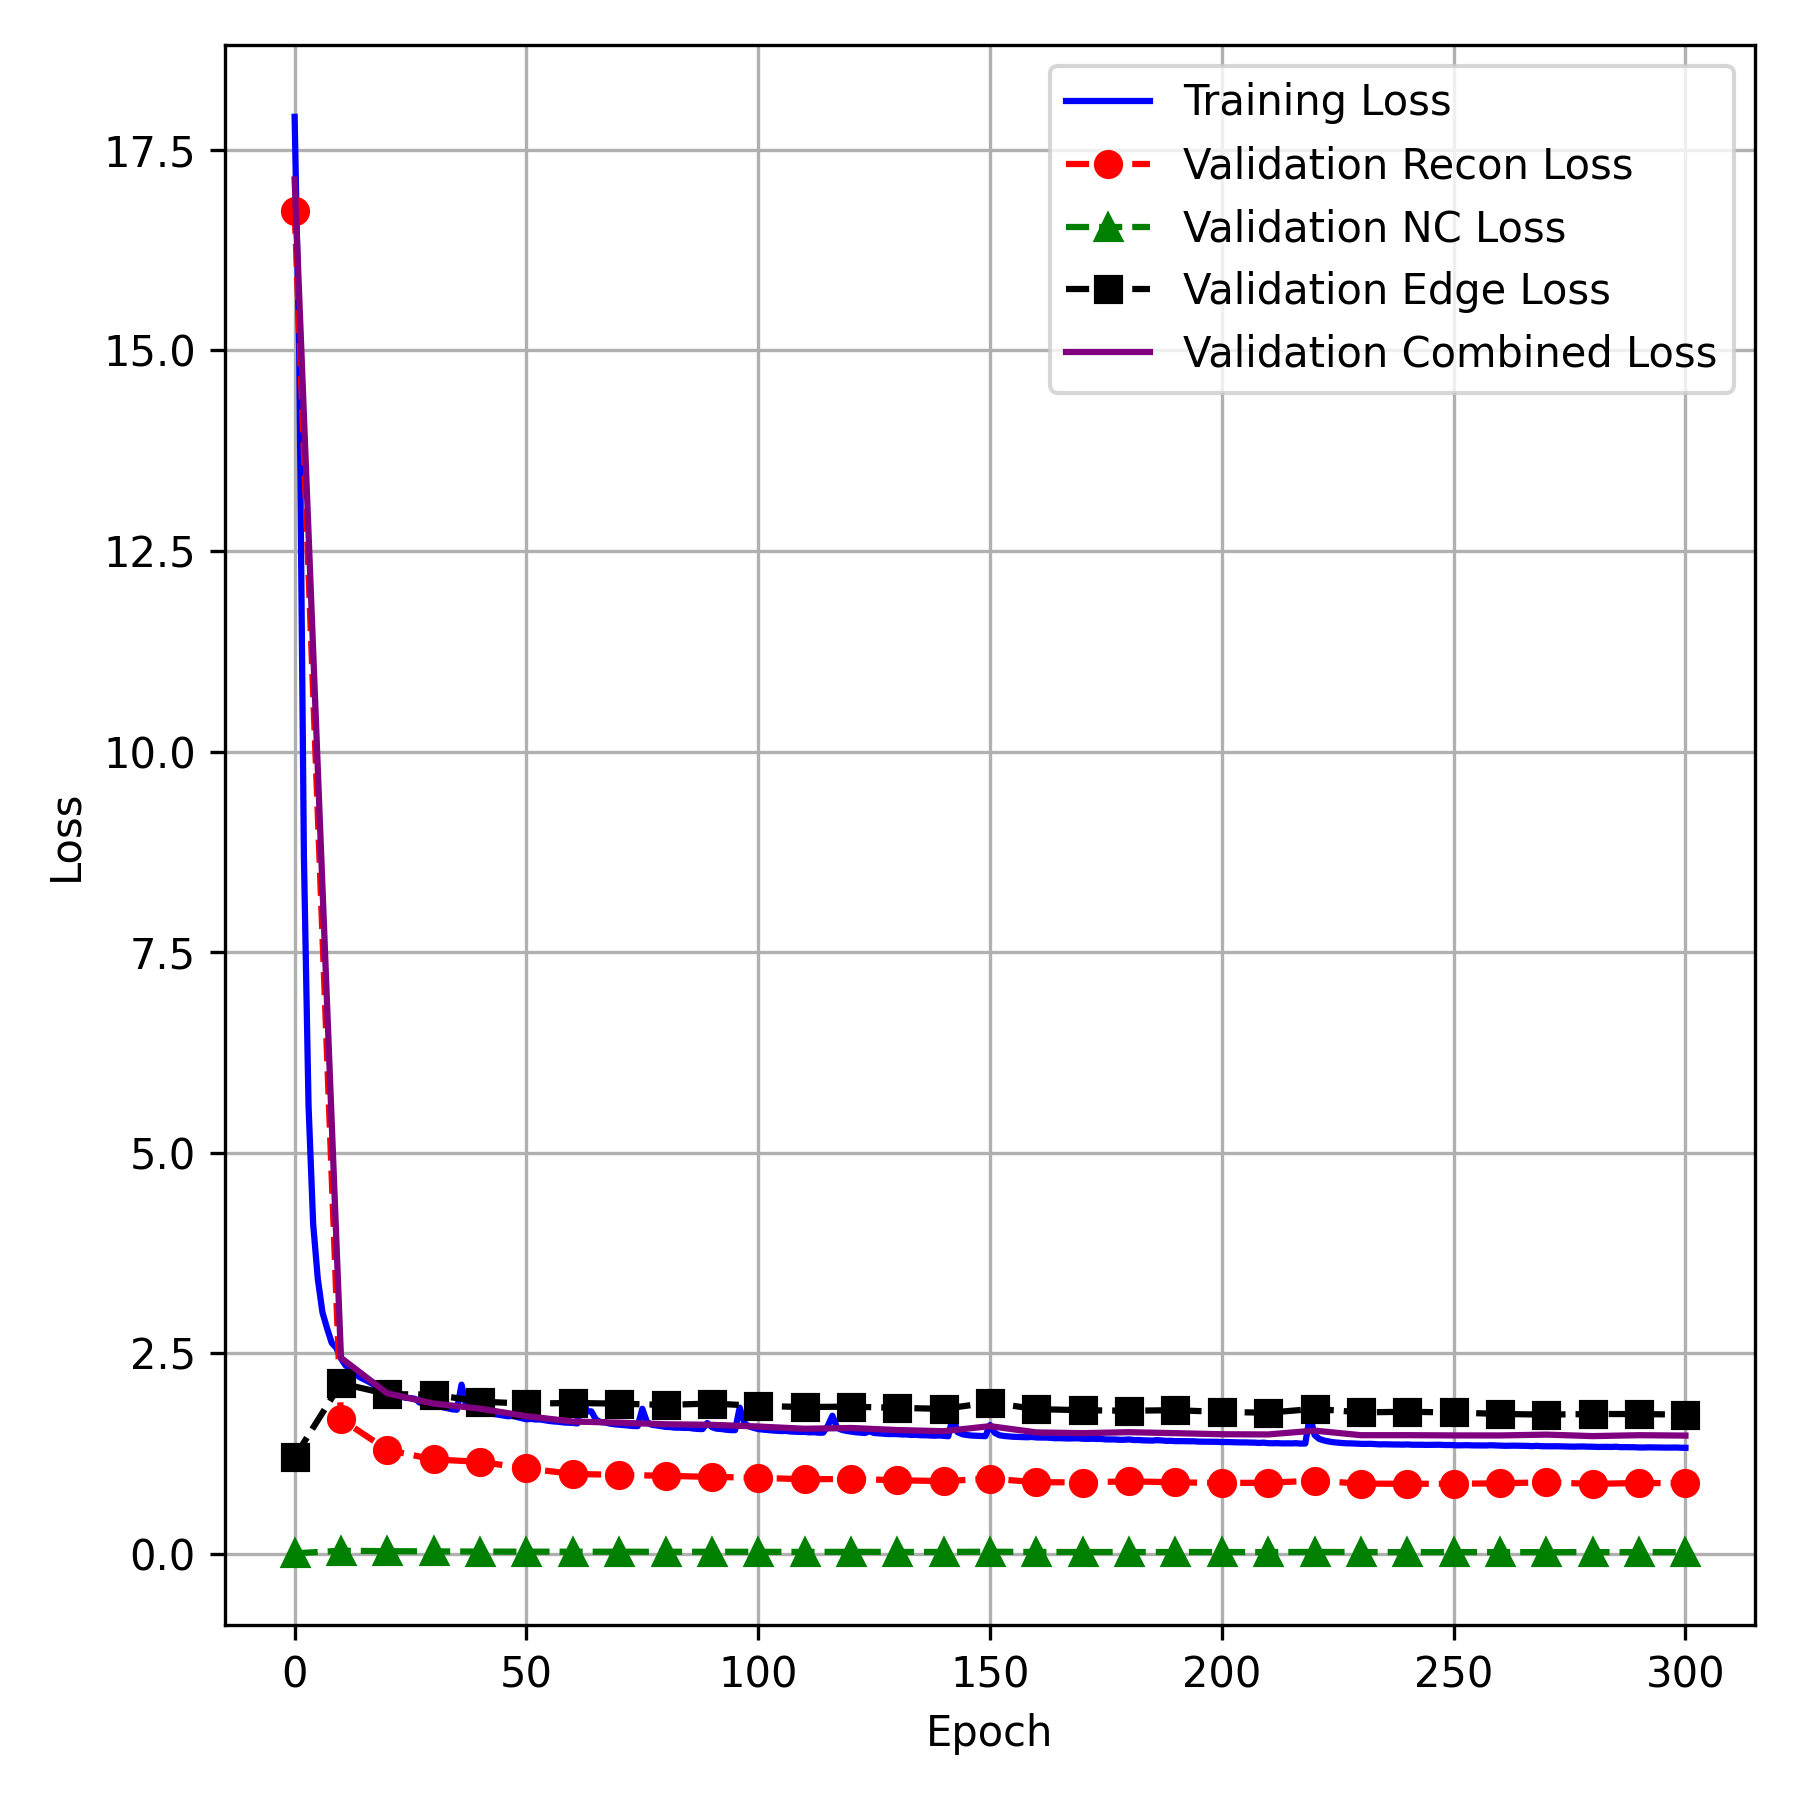 Training Loss
Validation Recon Loss
Validation NC Loss
Validation Edge Loss
Validation Combined Loss
17.5
15.0
12.5
10.0
7.5
5.0
2.5
0.0
Loss
0 50 100 150 200 250 300
Epoch